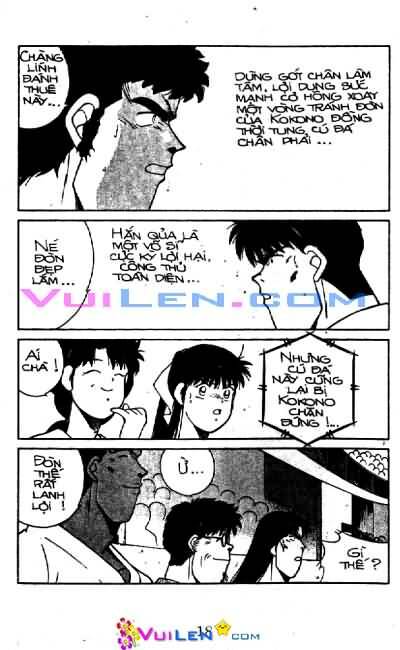 CHÀNG
LÍNH
ĐÁNH
THUÊ
NÀY...
DÙNG GÓT CHÂN LÀM
TÂM, LỢI DỤNG SỨC
MẠNH CƠ HÔNG XOAY
MỘT VÒNG TRÁNH ĐÒN
CỦA KOKONO ĐỒNG
THỜI TUNG CÚ ĐÁ
CHÂN PHẢI...
HẮN QUẢ LÀ
MỘT VÕ SĨ
CỰC KỲ LỢI HẠI,
CÔNG THỦ
TOÀN DIỆN...
NÉ
ĐÒN
ĐẸP
LẮM...
VUILEN.COM
AI
CHÀ!
NHƯNG
CÚ ĐÁ
NÀY CŨNG
LẠI BỊ
KOKONO
CHẶN
ĐỨNG!...
ĐÒN
THẾ
RẤT
LANH
LỢI!
Ừ...
GÌ
THẾ?
18
VUILEN.COM